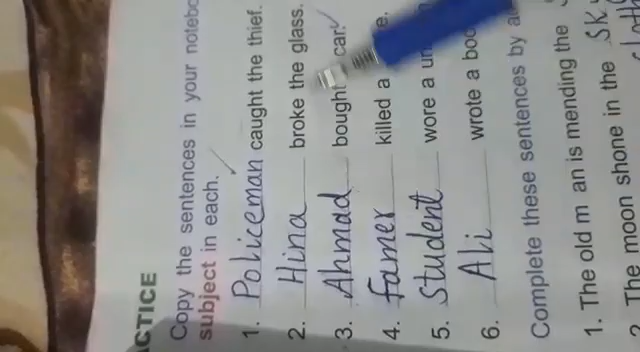 CTICE
Copy the sentences in your
subject in each.
1. Policeman caught the thief.
2. Hina broke the glass.
3. Ahmad bought car.
4. Famer killed a
5. Student wore a
6. Ali wrote a
Complete these sentences by
1. The old m an is mending the
2. The moon shone in the sky